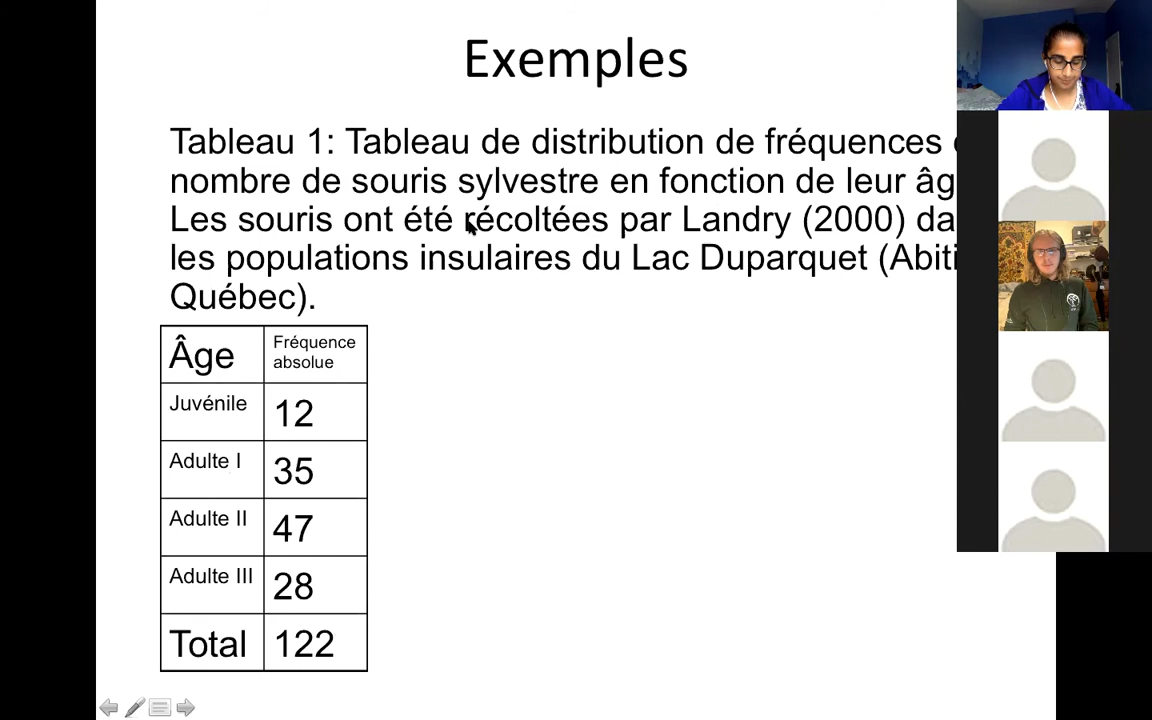 Exemples
Tableau 1: Tableau de distribution de fréquences
nombre de souris sylvestre en fonction de leur
Les souris ont été récoltées par Landry (2000)
les populations insulaires du Lac Duparquet
Québec).
Âge Fréquence absolue
Juvénile 12
Adulte I 35
Adulte II 47
Adulte III 28
Total 122